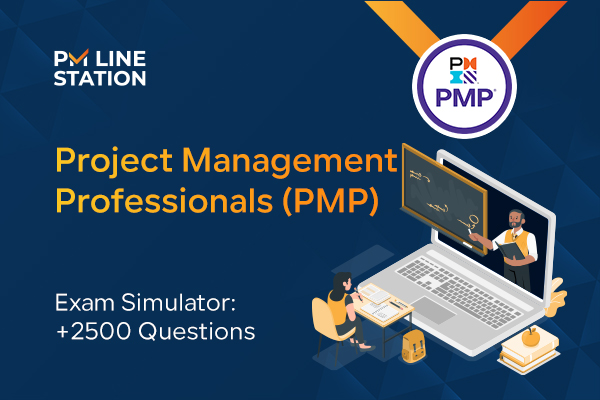 PM LINE
STATION
PMP®
Project Management
Professionals (PMP)
Exam Simulator:
+2500 Questions